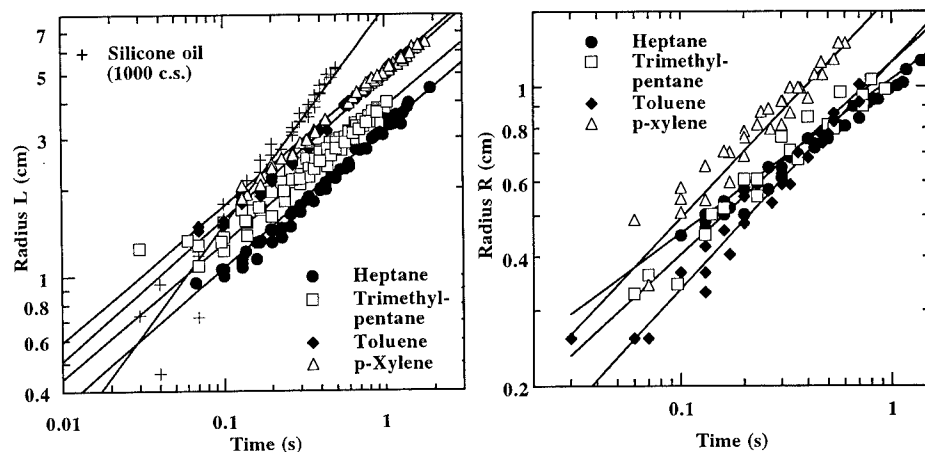 7
5
3
1
0.8
0.6
0.4
Radius L (cm)
+ Silicone oil
(1000 c.s.)
Heptane
Trimethyl-
pentane
Toluene
p-Xylene
0.01
0.1
1
Time (s)
1
0.8
0.6
0.4
0.2
Radius R (cm)
Heptane
Trimethyl-
pentane
Toluene
p-xylene
0.1
1
Time (s)